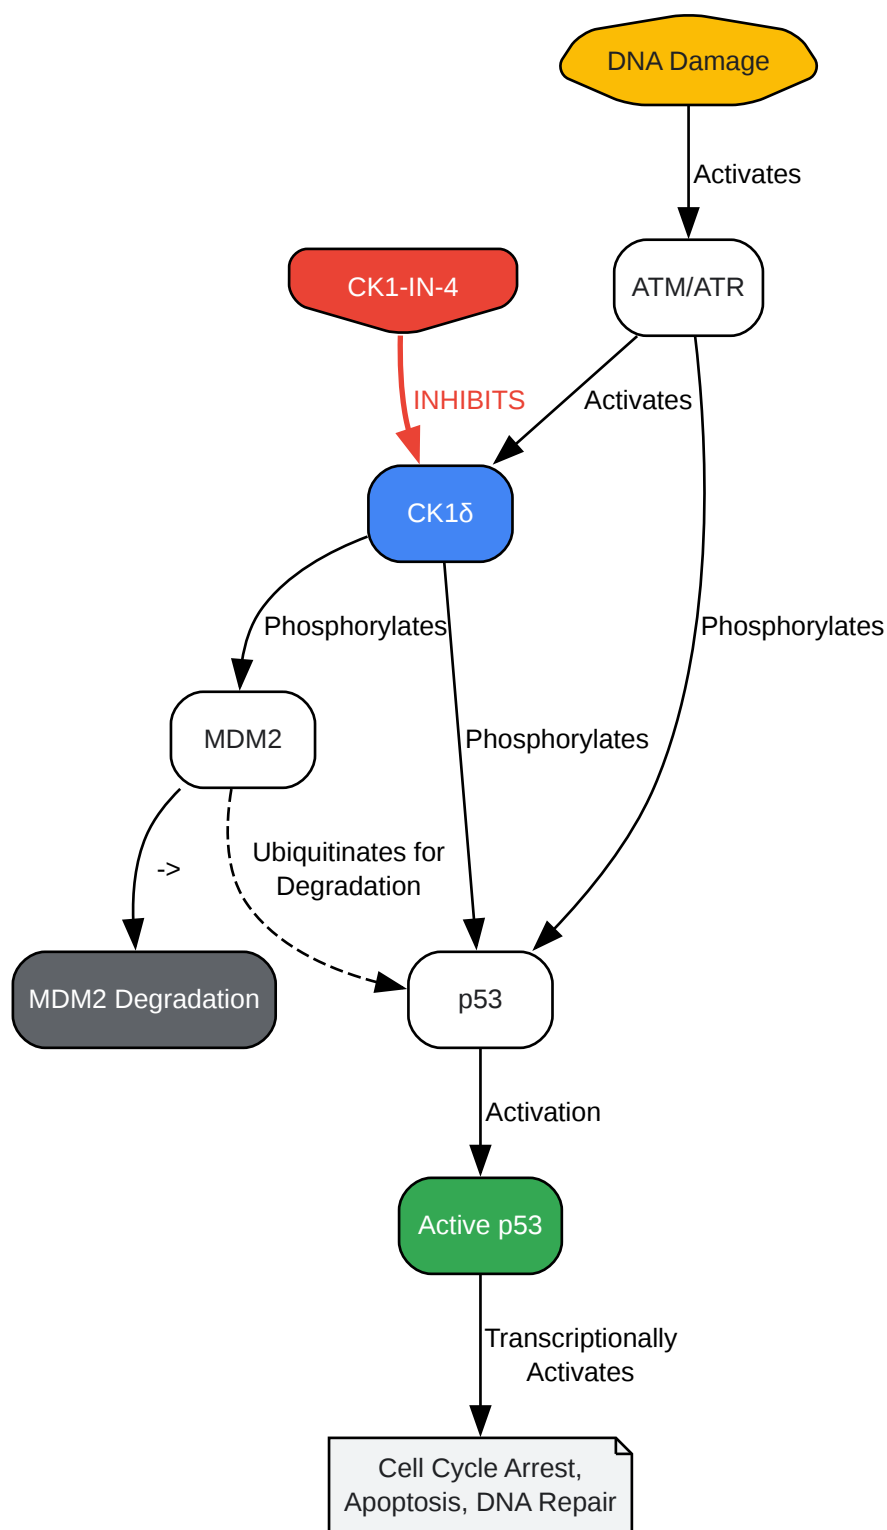 DNA Damage
Activates
CK1-IN-4
ATM/ATR
INHIBITS
Activates
CK1δ
Phosphorylates
Phosphorylates
MDM2
Phosphorylates
Ubiquitinates for
Degradation
->
MDM2 Degradation
p53
Activation
Active p53
Transcriptionally
Activates
Cell Cycle Arrest,
Apoptosis, DNA Repair